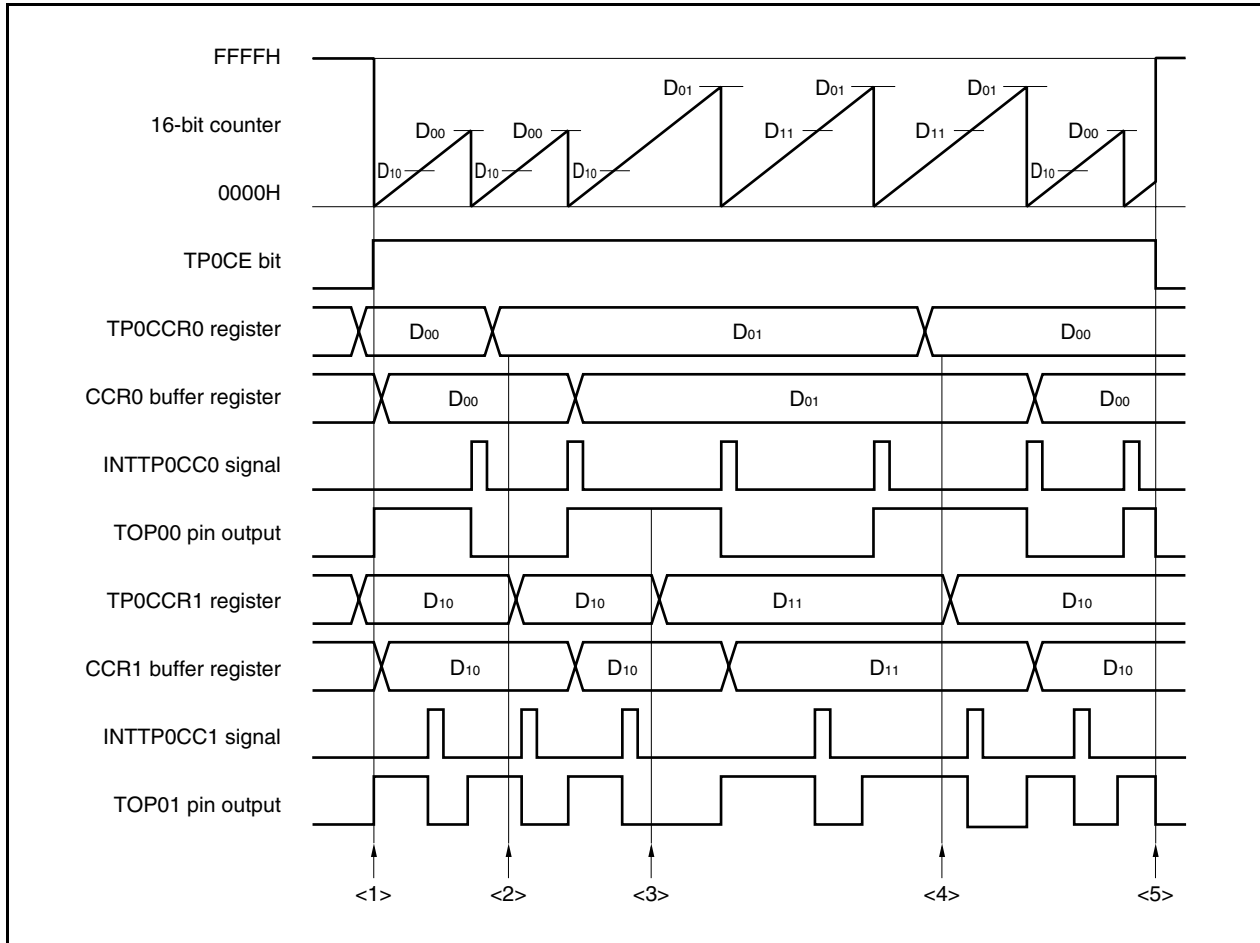 FFFFH
16-bit counter
0000H
D00 D00 D01 D01 D01 D00
D10 D10 D10 D11 D11 D10
TP0CE bit
TP0CCR0 register D00 D01 D00
CCR0 buffer register D00 D01 D00
INTTP0CC0 signal
TOP00 pin output
TP0CCR1 register D10 D10 D11 D10
CCR1 buffer register D10 D10 D11 D10
INTTP0CC1 signal
TOP01 pin output
<1> <2> <3> <4> <5>